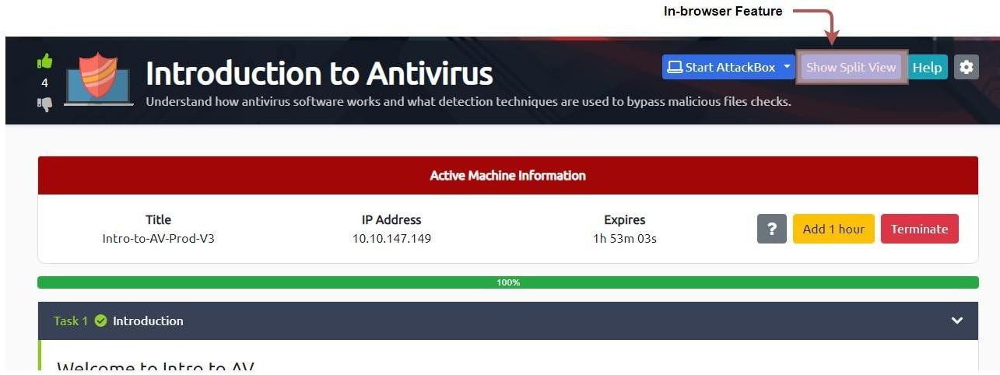 In-browser Feature
4
Introduction to Antivirus
Start AttackBox
Show Split View
Help
Understand how antivirus software works and what detection techniques are used to bypass malicious files checks.
Active Machine Information
Title
IP Address
Expires
Intro-to-AV-Prod-V3
10.10.147.149
1h 53m 03s
?
Add 1 hour
Terminate
100%
Task 1
Introduction
Welcome to Intro to AV